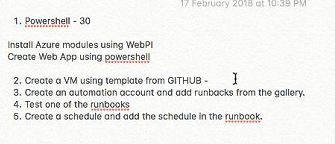 17 February 2018 at 10:39 PM
1. Powershell - 30
Install Azure modules using WebPI
Create Web App using powershell
2. Create a VM using template from GITHUB -
3. Create an automation account and add runbacks from the gallery.
4. Test one of the runbooks
5. Create a schedule and add the schedule in the runbook.